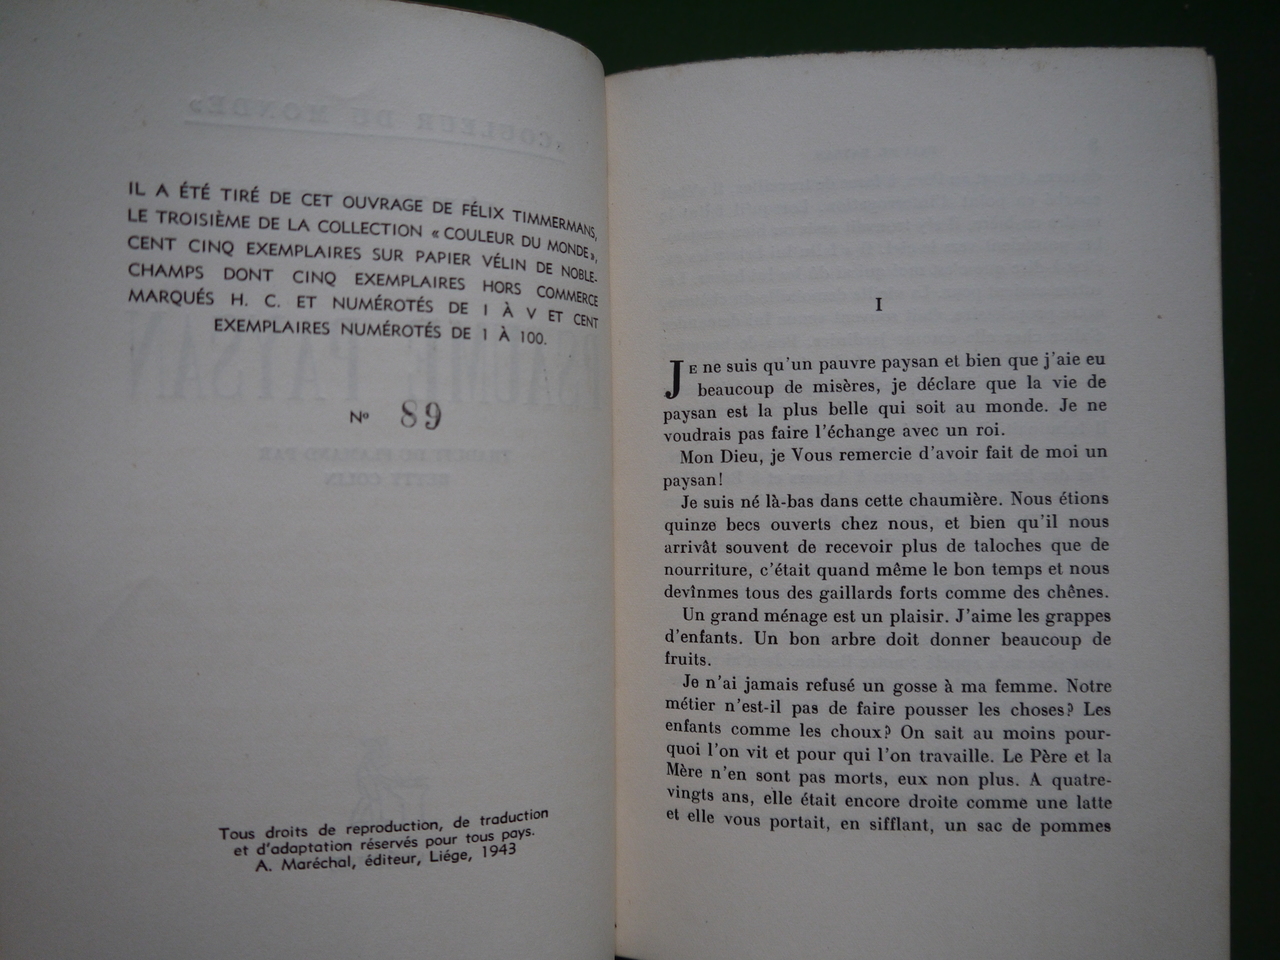 IL A ÉTÉ TIRÉ DE CET OUVRAGE DE FÉLIX TIMMERMANS,
LE TROISIÈME DE LA COLLECTION « COULEUR DU MONDE »,
CENT CINQ EXEMPLAIRES SUR PAPIER VÉLIN DE NOBLE-
CHAMPS DONT CINQ EXEMPLAIRES HORS COMMERCE
MARQUÉS H. C. ET NUMÉROTÉS DE I À V ET CENT
EXEMPLAIRES NUMÉROTÉS DE 1 À 100.
Nº 89
Tous droits de reproduction, de traduction
et d'adaptation réservés pour tous pays.
A. Maréchal, éditeur, Liége, 1943
I
JE ne suis qu'un pauvre paysan et bien que j'aie eu
beaucoup de misères, je déclare que la vie de
paysan est la plus belle qui soit au monde. Je ne
voudrais pas faire l'échange avec un roi.
Mon Dieu, je Vous remercie d'avoir fait de moi un
paysan!
Je suis né là-bas dans cette chaumière. Nous étions
quinze becs ouverts chez nous, et bien qu'il nous
arrivât souvent de recevoir plus de taloches que de
nourriture, c'était quand même le bon temps et nous
devînmes tous des gaillards forts comme des chênes.
Un grand ménage est un plaisir. J'aime les grappes
d'enfants. Un bon arbre doit donner beaucoup de
fruits.
Je n'ai jamais refusé un gosse à ma femme. Notre
métier n'est-il pas de faire pousser les choses? Les
enfants comme les choux? On sait au moins pour-
quoi l'on vit et pour qui l'on travaille. Le Père et la
Mère n'en sont pas morts, eux non plus. A quatre-
vingts ans, elle était encore droite comme une latte
et elle vous portait, en sifflant, un sac de pommes